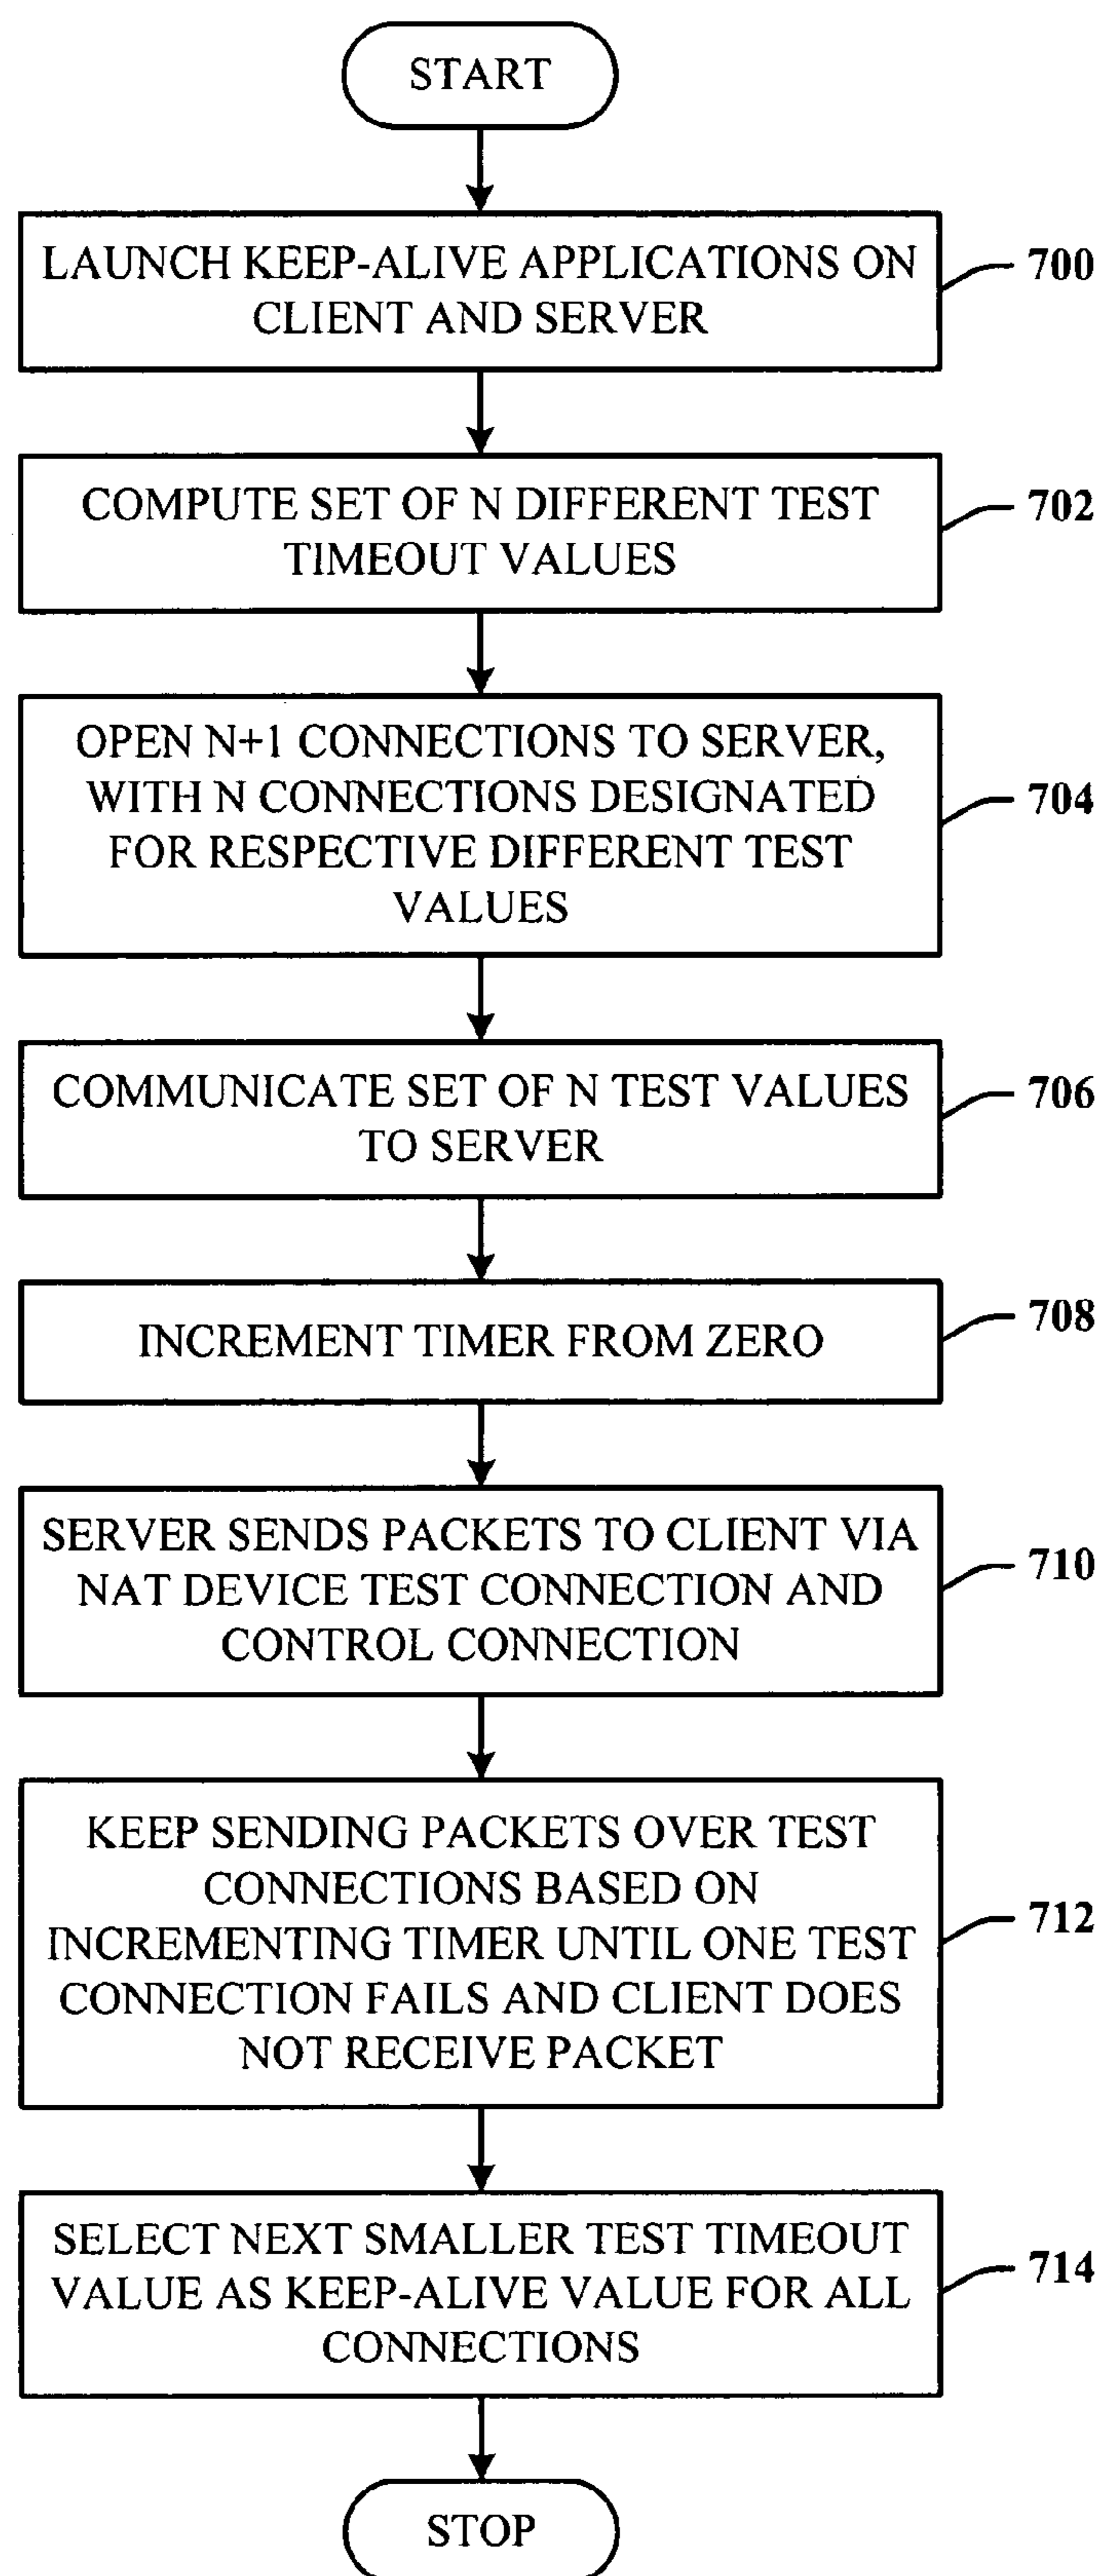 START
LAUNCH KEEP-ALIVE APPLICATIONS ON
CLIENT AND SERVER
700
COMPUTE SET OF N DIFFERENT TEST
TIMEOUT VALUES
702
OPEN N+1 CONNECTIONS TO SERVER,
WITH N CONNECTIONS DESIGNATED
FOR RESPECTIVE DIFFERENT TEST
VALUES
704
COMMUNICATE SET OF N TEST VALUES
TO SERVER
706
INCREMENT TIMER FROM ZERO
708
SERVER SENDS PACKETS TO CLIENT VIA
NAT DEVICE TEST CONNECTION AND
CONTROL CONNECTION
710
KEEP SENDING PACKETS OVER TEST
CONNECTIONS BASED ON
INCREMENTING TIMER UNTIL ONE TEST
CONNECTION FAILS AND CLIENT DOES
NOT RECEIVE PACKET
712
SELECT NEXT SMALLER TEST TIMEOUT
VALUE AS KEEP-ALIVE VALUE FOR ALL
CONNECTIONS
714
STOP